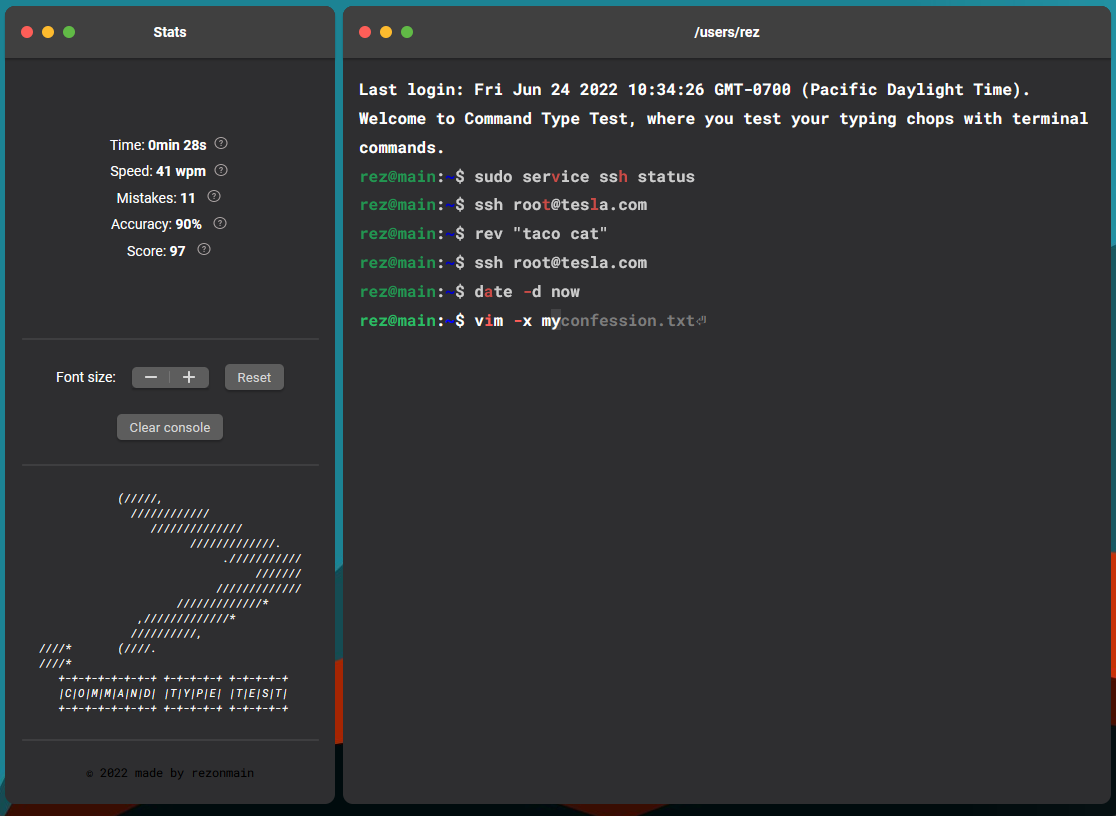 Stats
Time: 0min 28s
Speed: 41 wpm
Mistakes: 11
Accuracy: 90%
Score: 97
Font size:
− + Reset
Clear console
(/////,
////////////
//////////////
/////////////.
.///////////
///////
/////////////
/////////////*
,/////////////*
//////////,
////* (////.
////*
+-+-+-+-+-+-+-+ +-+-+-+-+ +-+-+-+-+
|C|O|M|M|A|N|D| |T|Y|P|E| |T|E|S|T|
+-+-+-+-+-+-+-+ +-+-+-+-+ +-+-+-+-+
© 2022 made by rezonmain
/users/rez
Last login: Fri Jun 24 2022 10:34:26 GMT-0700 (Pacific Daylight Time).
Welcome to Command Type Test, where you test your typing chops with terminal
commands.
rez@main:~$ sudo service ssh status
rez@main:~$ ssh root@tesla.com
rez@main:~$ rev "taco cat"
rez@main:~$ ssh root@tesla.com
rez@main:~$ date -d now
rez@main:~$ vim -x myconfession.txt⏎